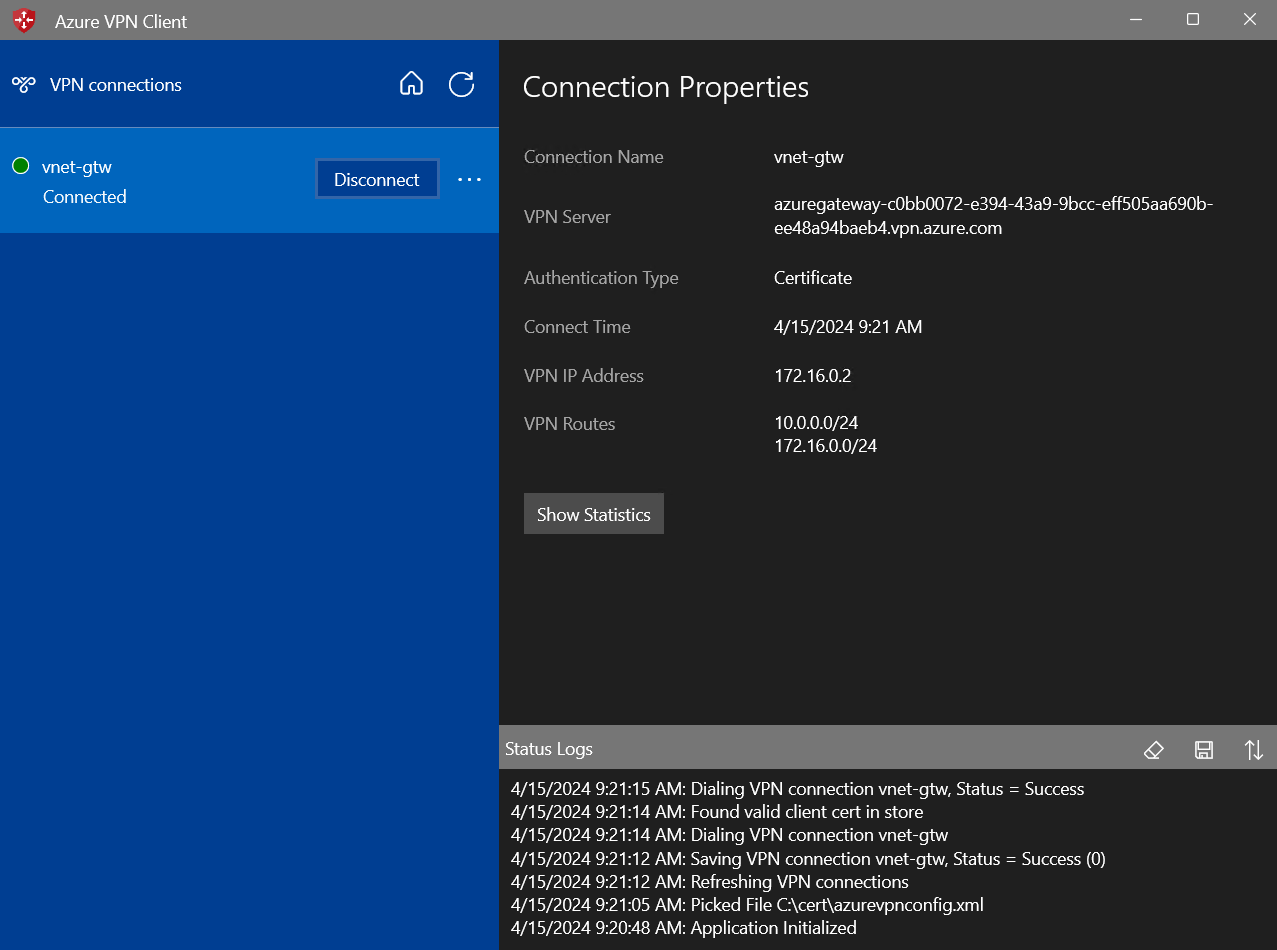 Azure VPN Client
VPN connections
vnet-gtw
Connected
Disconnect
Connection Properties
Connection Name
vnet-gtw
VPN Server
azuregateway-c0bb0072-e394-43a9-9bcc-eff505aa690b-
ee48a94baeb4.vpn.azure.com
Authentication Type
Certificate
Connect Time
4/15/2024 9:21 AM
VPN IP Address
172.16.0.2
VPN Routes
10.0.0.0/24
172.16.0.0/24
Show Statistics
Status Logs
4/15/2024 9:21:15 AM: Dialing VPN connection vnet-gtw, Status = Success
4/15/2024 9:21:14 AM: Found valid client cert in store
4/15/2024 9:21:14 AM: Dialing VPN connection vnet-gtw
4/15/2024 9:21:12 AM: Saving VPN connection vnet-gtw, Status = Success (0)
4/15/2024 9:21:12 AM: Refreshing VPN connections
4/15/2024 9:21:05 AM: Picked File C:\cert\azurevpnconfig.xml
4/15/2024 9:20:48 AM: Application Initialized